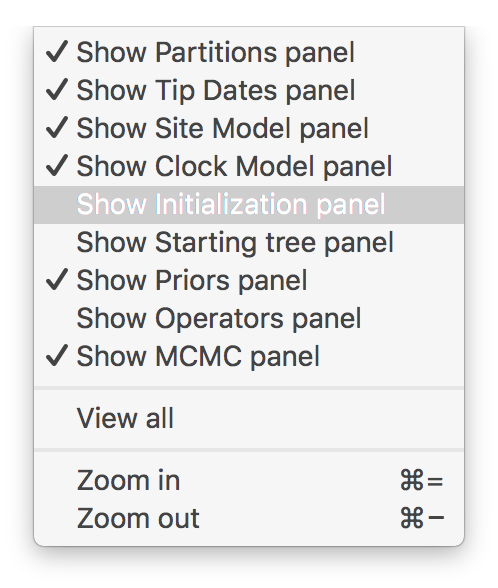 ✓ Show Partitions panel
✓ Show Tip Dates panel
✓ Show Site Model panel
✓ Show Clock Model panel
Show Initialization panel
Show Starting tree panel
✓ Show Priors panel
Show Operators panel
✓ Show MCMC panel
View all
Zoom in ⌘=
Zoom out ⌘−